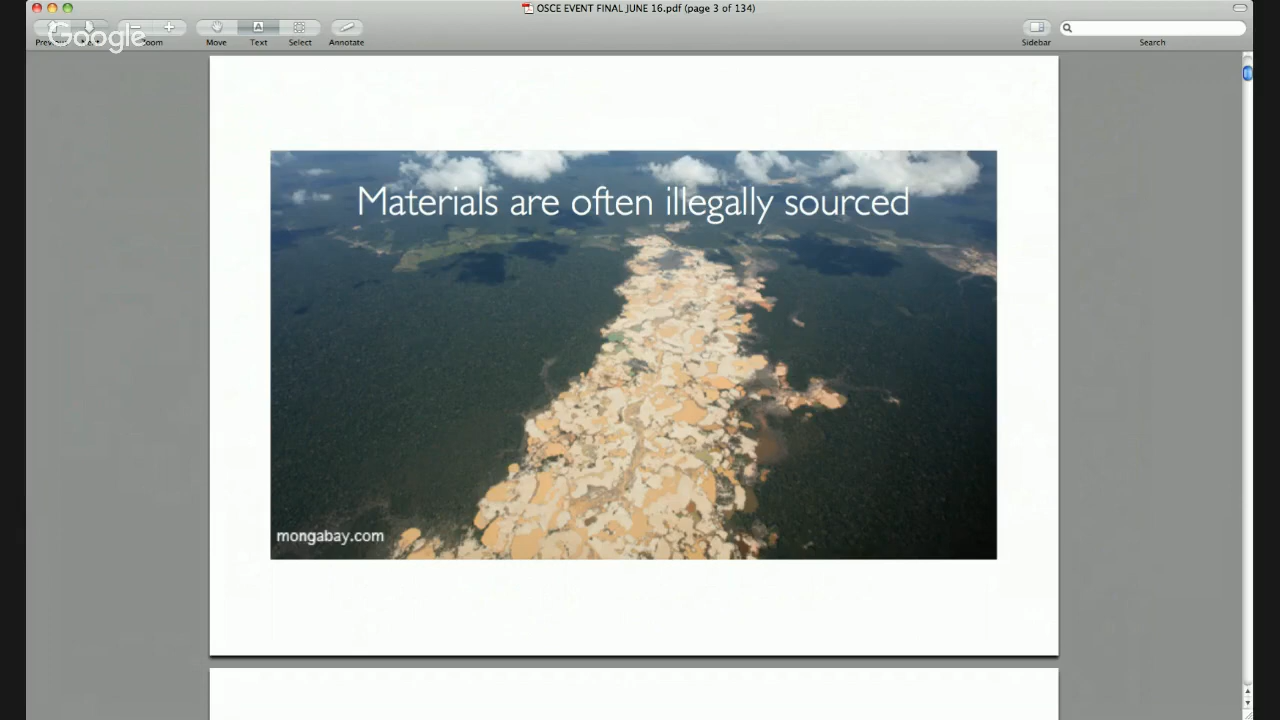 OSCE EVENT FINAL JUNE 16.pdf (page 3 of 134)
Google
Zoom
Move
Text
Select
Annotate
Sidebar
Search
Materials are often illegally sourced
mongabay.com